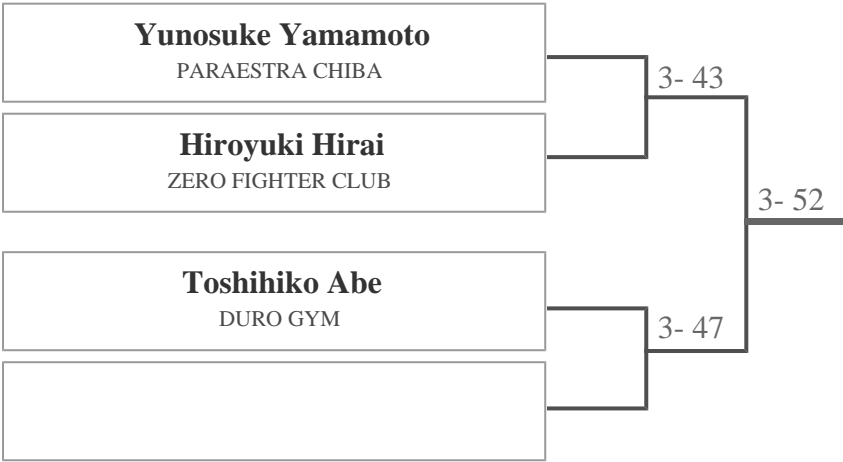 Yunosuke Yamamoto
PARAESTRA CHIBA
3- 43
Hiroyuki Hirai
ZERO FIGHTER CLUB
3- 52
Toshihiko Abe
DURO GYM
3- 47